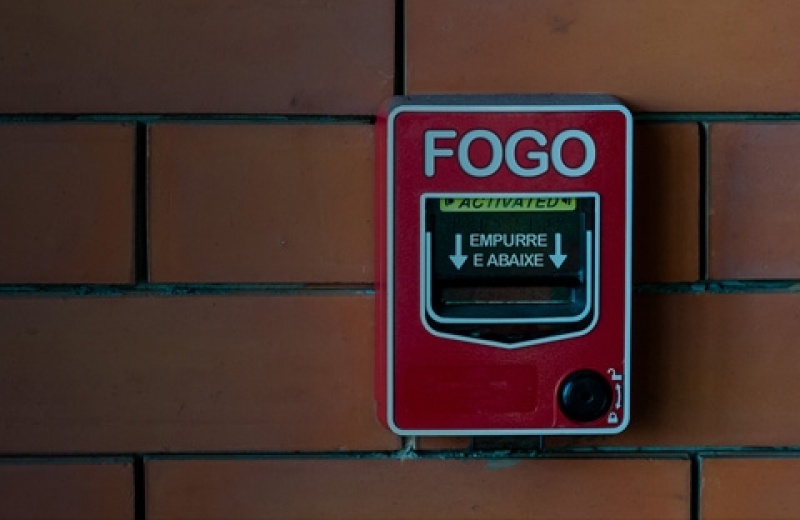 FOGO
ACTIVATED
EMPURRE
E ABAIXE